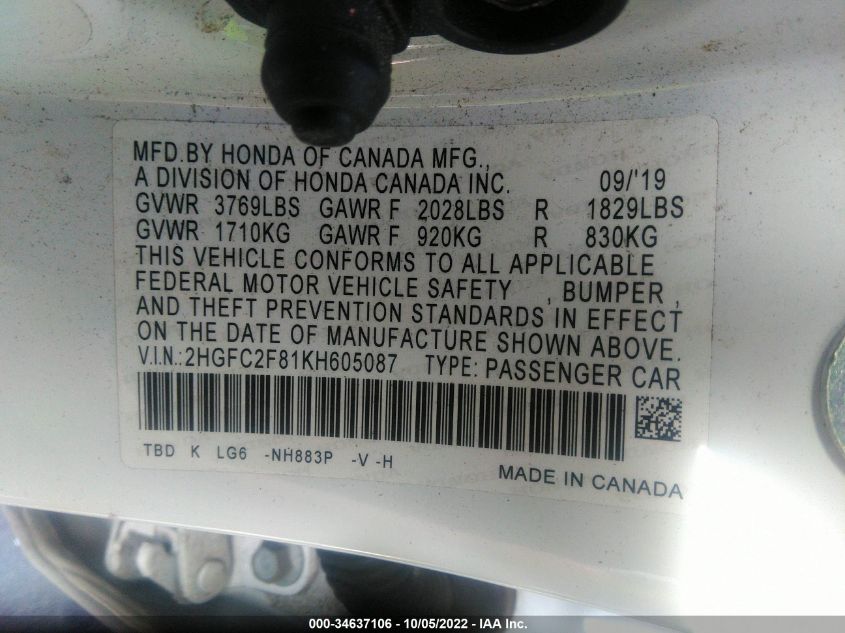 MFD.BY HONDA OF CANADA MFG.,
A DIVISION OF HONDA CANADA INC. 09/'19
GVWR 3769LBS GAWR F 2028LBS R 1829LBS
GVWR 1710KG GAWR F 920KG R 830KG
THIS VEHICLE CONFORMS TO ALL APPLICABLE
FEDERAL MOTOR VEHICLE SAFETY , BUMPER ,
AND THEFT PREVENTION STANDARDS IN EFFECT
ON THE DATE OF MANUFACTURE SHOWN ABOVE.
V.I.N.:2HGFC2F81KH605087 TYPE: PASSENGER CAR
TBD K LG6 -NH883P -V -H
MADE IN CANADA
000-34637106 - 10/05/2022 - IAA Inc.